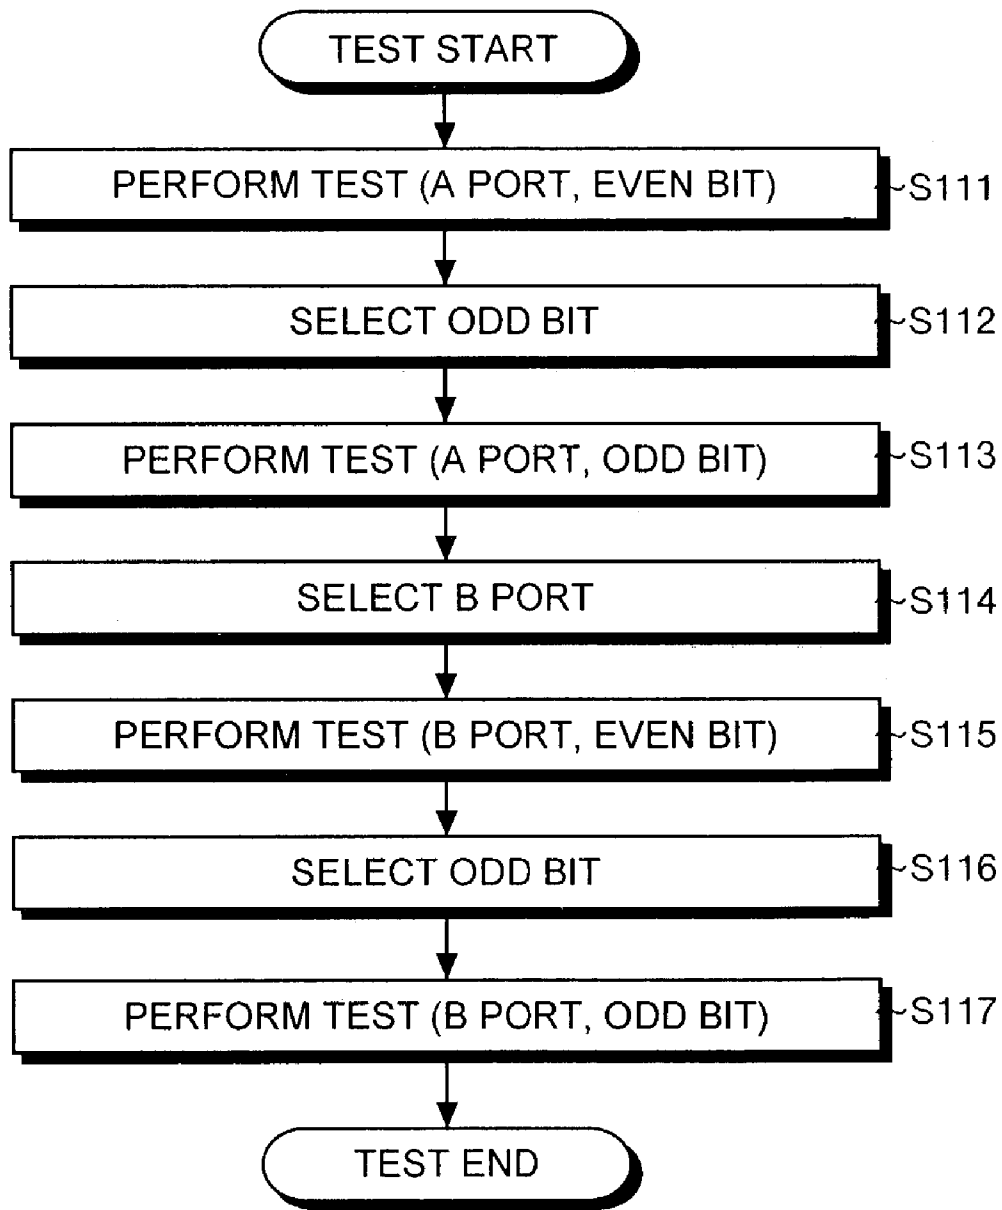 TEST START
PERFORM TEST (A PORT, EVEN BIT)
S111
SELECT ODD BIT
S112
PERFORM TEST (A PORT, ODD BIT)
S113
SELECT B PORT
S114
PERFORM TEST (B PORT, EVEN BIT)
S115
SELECT ODD BIT
S116
PERFORM TEST (B PORT, ODD BIT)
S117
TEST END